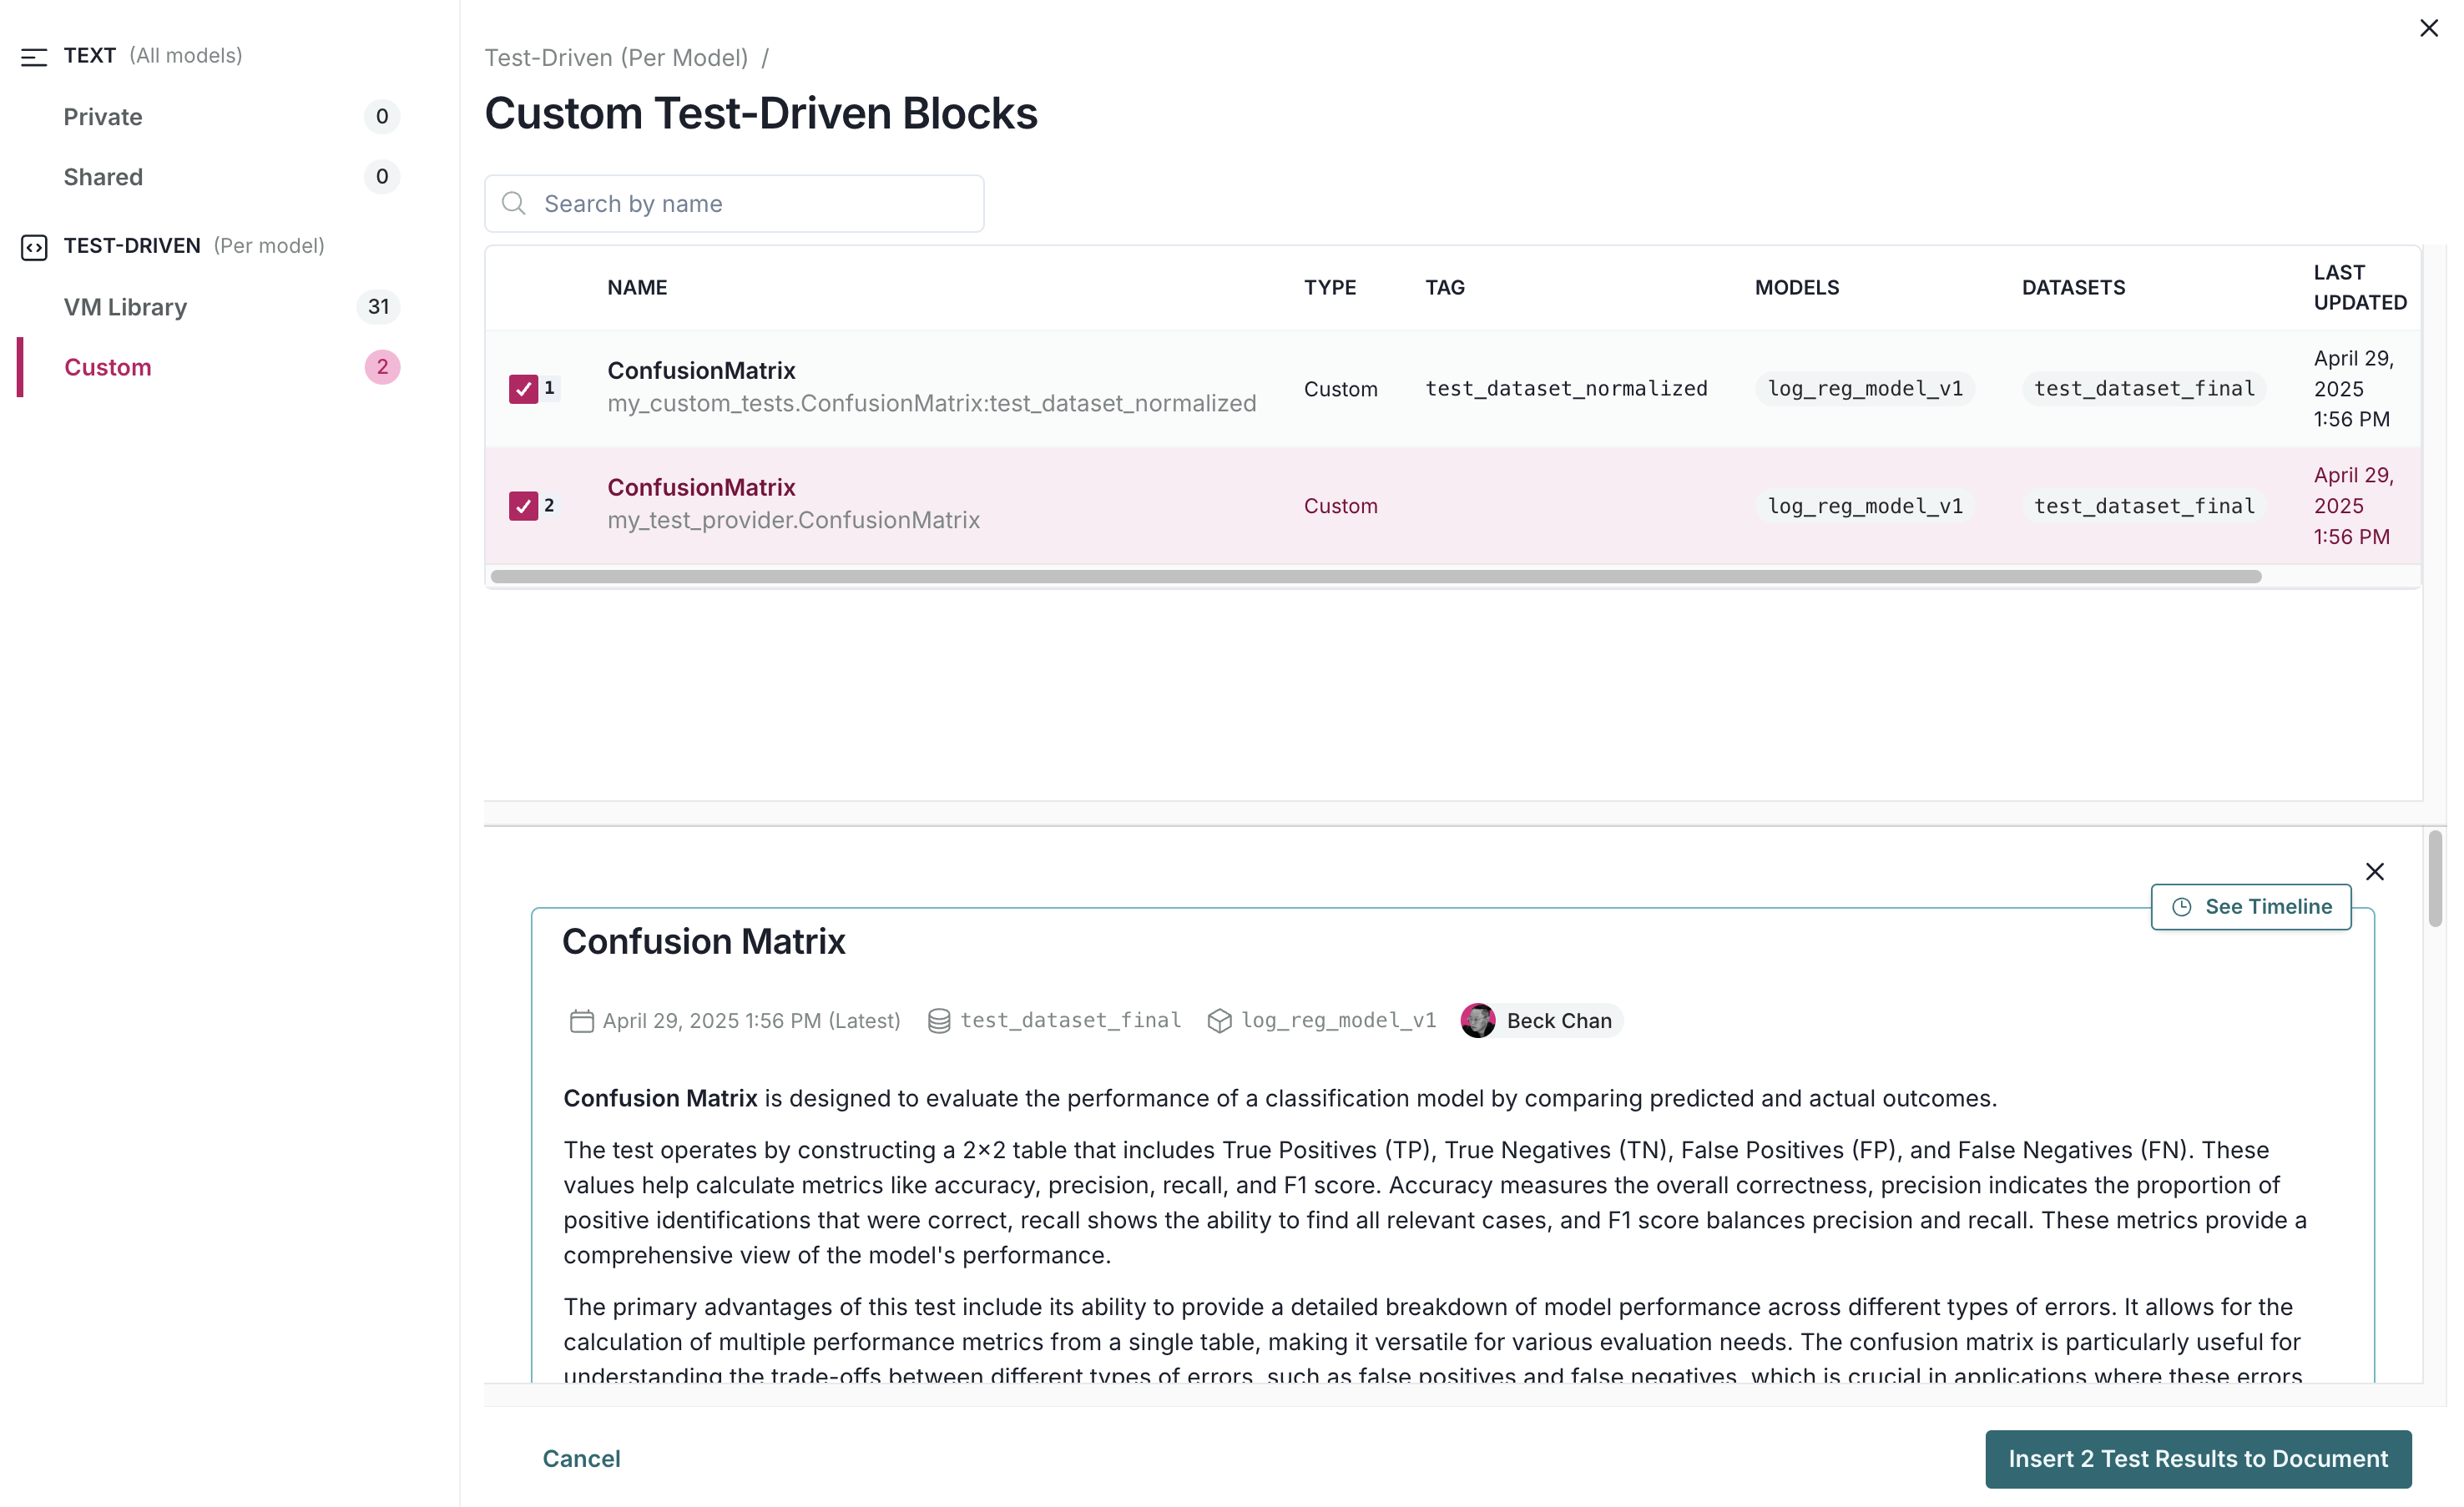 TEXT (All models)
Private 0
Shared 0
TEST-DRIVEN (Per model)
VM Library 31
Custom 2
Test-Driven (Per Model) /
Custom Test-Driven Blocks
Search by name
NAME TYPE TAG MODELS DATASETS LAST UPDATED
1 ConfusionMatrix
my_custom_tests.ConfusionMatrix:test_dataset_normalized
Custom test_dataset_normalized log_reg_model_v1 test_dataset_final
April 29,
2025
1:56 PM
2 ConfusionMatrix
my_test_provider.ConfusionMatrix
Custom log_reg_model_v1 test_dataset_final
April 29,
2025
1:56 PM
See Timeline
Confusion Matrix
April 29, 2025 1:56 PM (Latest) test_dataset_final log_reg_model_v1 Beck Chan
Confusion Matrix is designed to evaluate the performance of a classification model by comparing predicted and actual outcomes.
The test operates by constructing a 2×2 table that includes True Positives (TP), True Negatives (TN), False Positives (FP), and False Negatives (FN). These
values help calculate metrics like accuracy, precision, recall, and F1 score. Accuracy measures the overall correctness, precision indicates the proportion of
positive identifications that were correct, recall shows the ability to find all relevant cases, and F1 score balances precision and recall. These metrics provide a
comprehensive view of the model's performance.
The primary advantages of this test include its ability to provide a detailed breakdown of model performance across different types of errors. It allows for the
calculation of multiple performance metrics from a single table, making it versatile for various evaluation needs. The confusion matrix is particularly useful for
understanding the trade-offs between different types of errors, such as false positives and false negatives, which is crucial in applications where these errors
Cancel
Insert 2 Test Results to Document